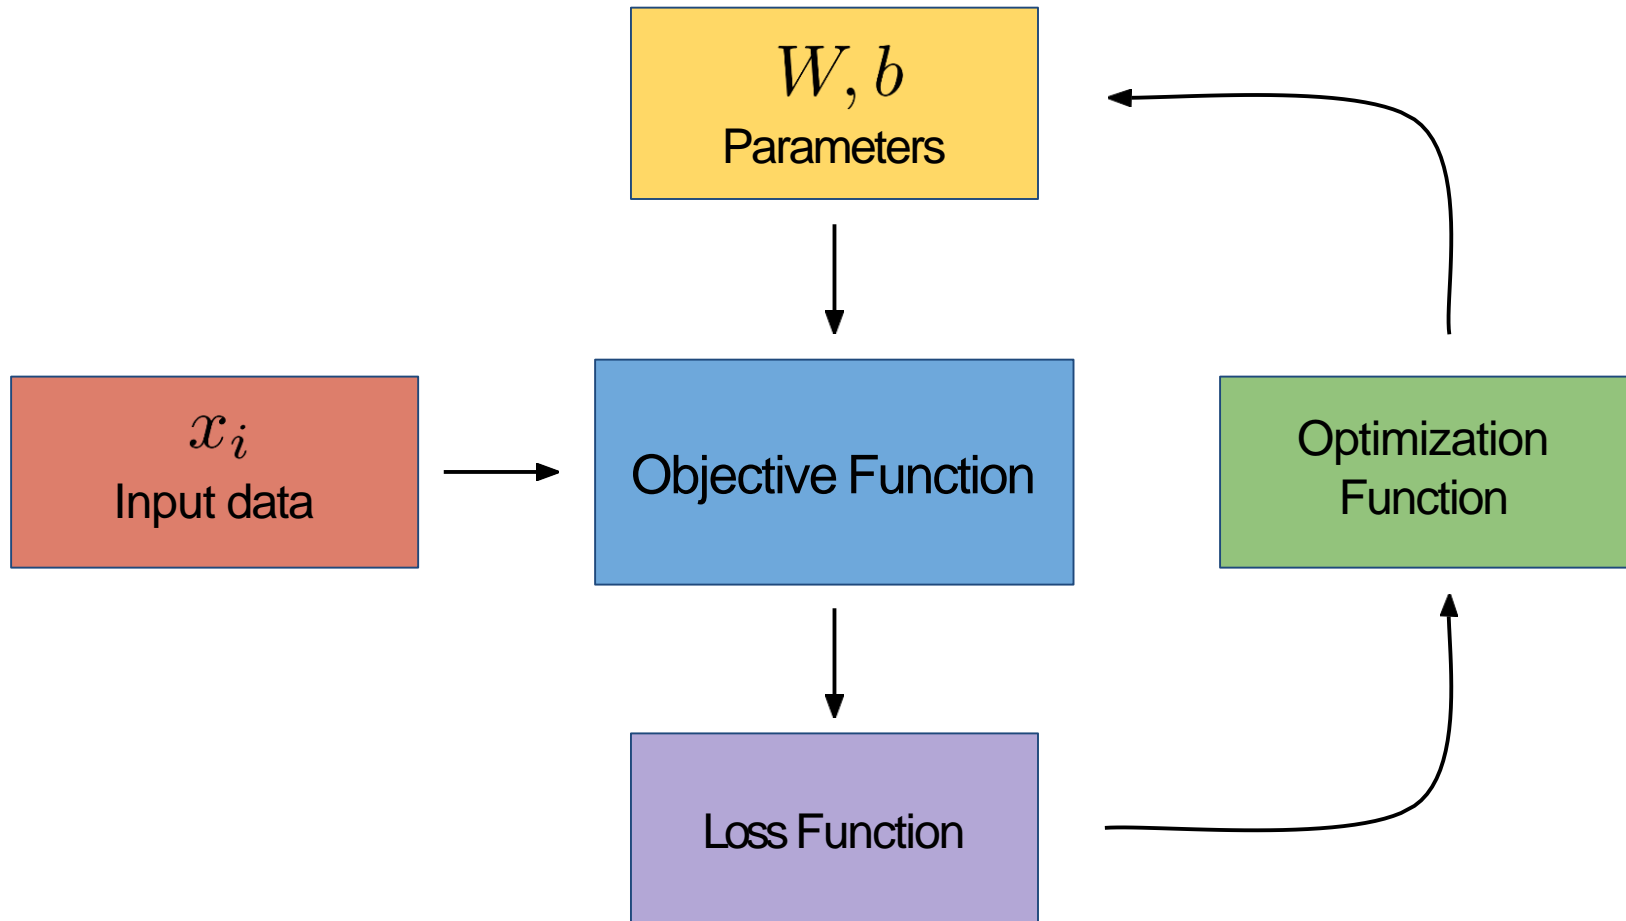 W, b
Parameters
x_i
Input data
Objective Function
Optimization
Function
Loss Function